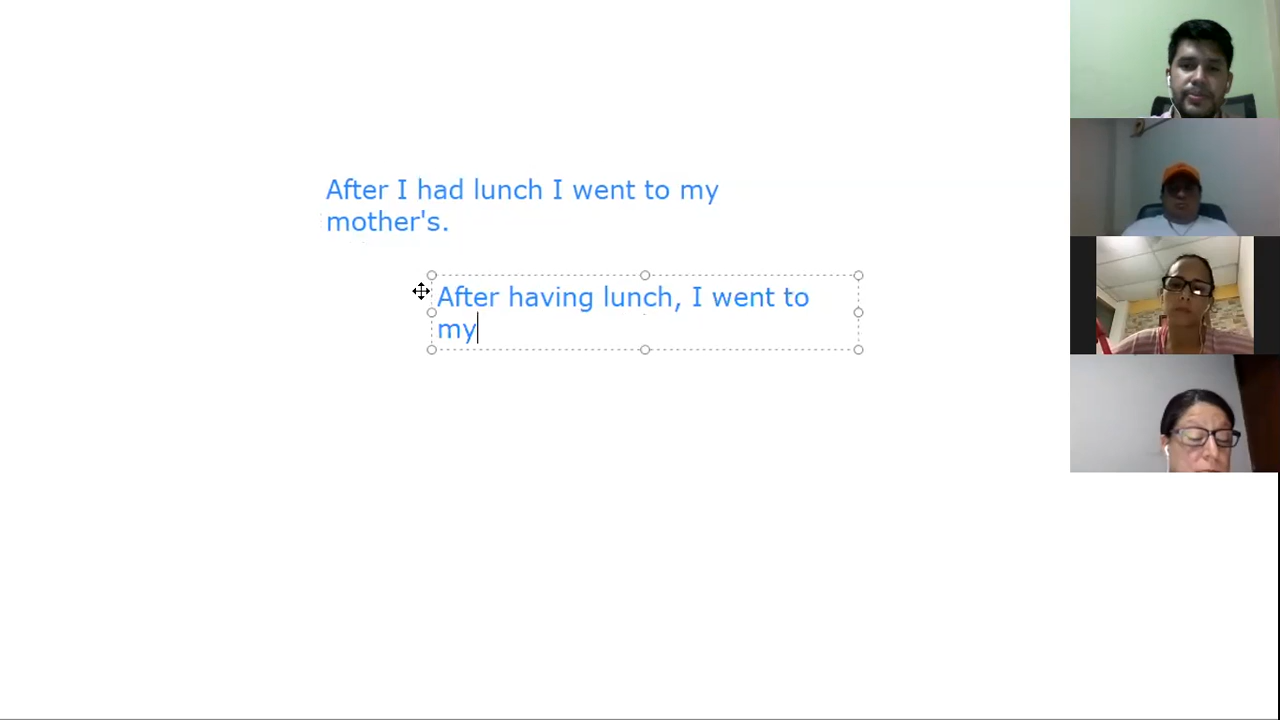 After I had lunch I went to my
mother's.
After having lunch, I went to
my